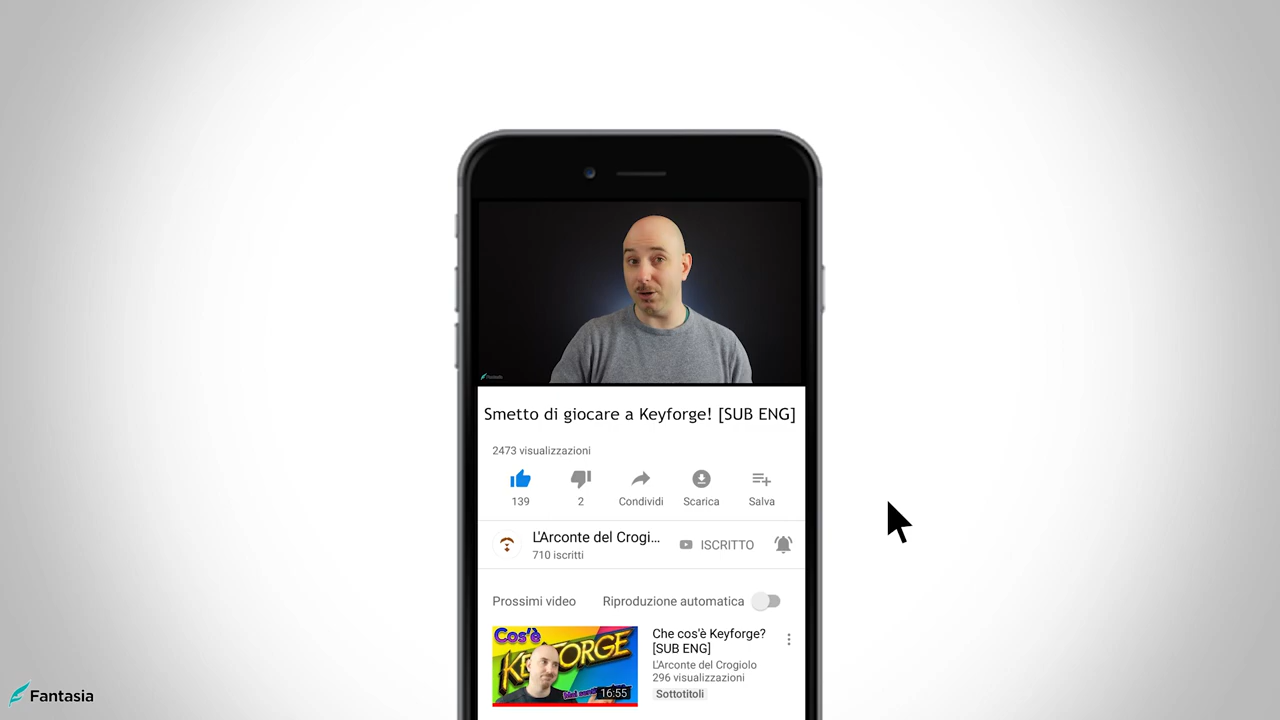 Smetto di giocare a Keyforge! [SUB ENG]
2473 visualizzazioni
139
2
Condividi
Scarica
Salva
L'Arconte del Crogi...
710 iscritti
ISCRITTO
Prossimi video
Riproduzione automatica
Cos'è
KEYFORGE
16:55
Che cos'è Keyforge?
[SUB ENG]
L'Arconte del Crogiolo
296 visualizzazioni
Sottotitoli
Fantasia